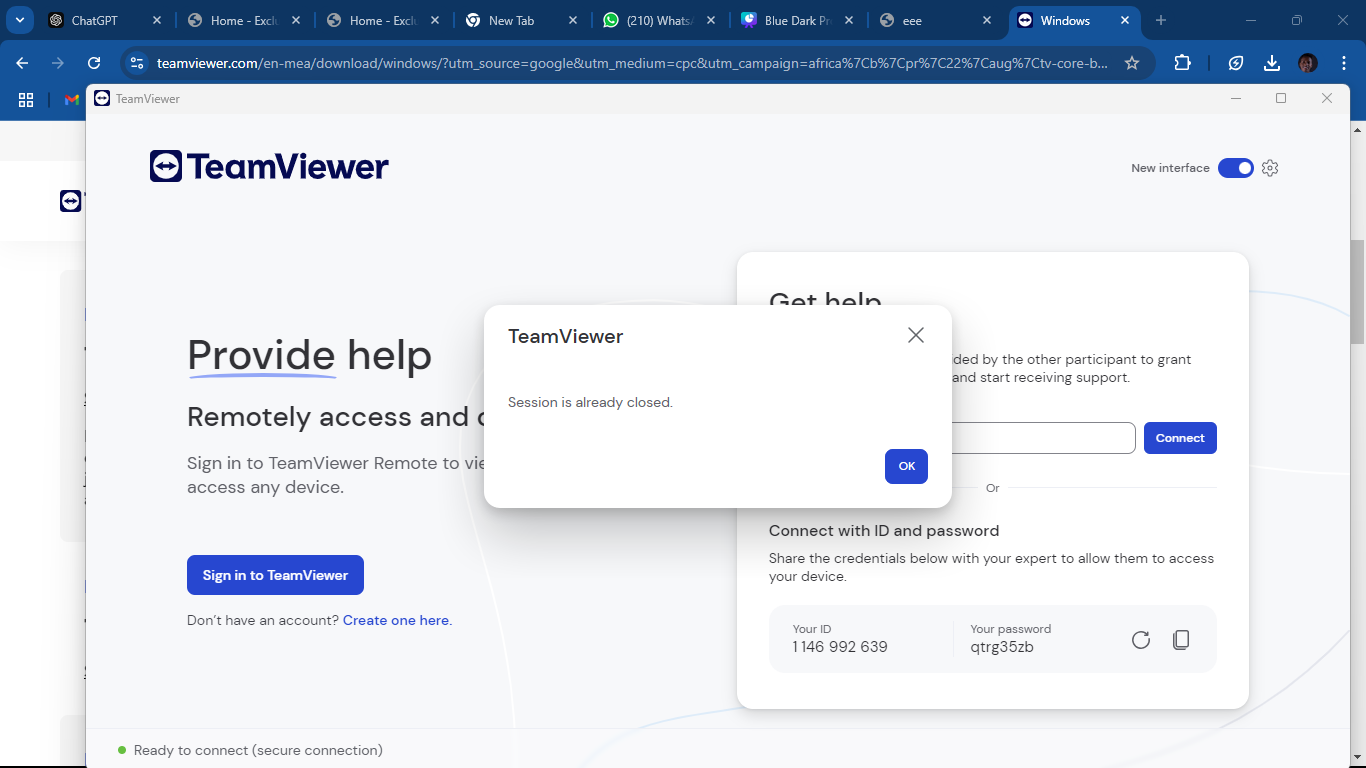 ChatGPT
Home - Exclu
Home - Exclu
New Tab
(210) Whats
Blue Dark Pr
eee
Windows
teamviewer.com/en-mea/download/windows/?utm_source=google&utm_medium=cpc&utm_campaign=africa%7Cb%7Cpr%7C22%7Caug%7Ctv-core-b...
TeamViewer
TeamViewer
New interface
Provide help
Remotely access and
Sign in to TeamViewer Remote to vie
access any device.
Sign in to TeamViewer
Don't have an account? Create one here.
TeamViewer
Session is already closed.
OK
Get help
ded by the other participant to grant
and start receiving support.
Connect
Or
Connect with ID and password
Share the credentials below with your expert to allow them to access
your device.
Your ID
1 146 992 639
Your password
qtrg35zb
Ready to connect (secure connection)